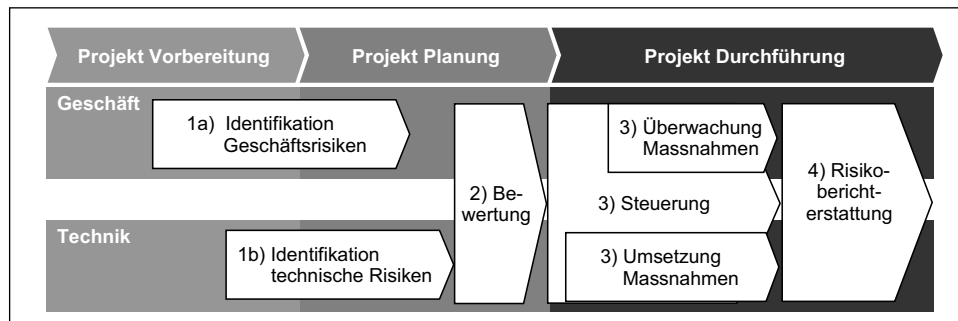 Projekt Vorbereitung
Projekt Planung
Projekt Durchführung
Geschäft
1a) Identifikation
Geschäftsrisiken
3) Überwachung
Massnahmen
2) Be-
wertung
3) Steuerung
4) Risiko-
bericht-
erstattung
Technik
1b) Identifikation
technische Risiken
3) Umsetzung
Massnahmen